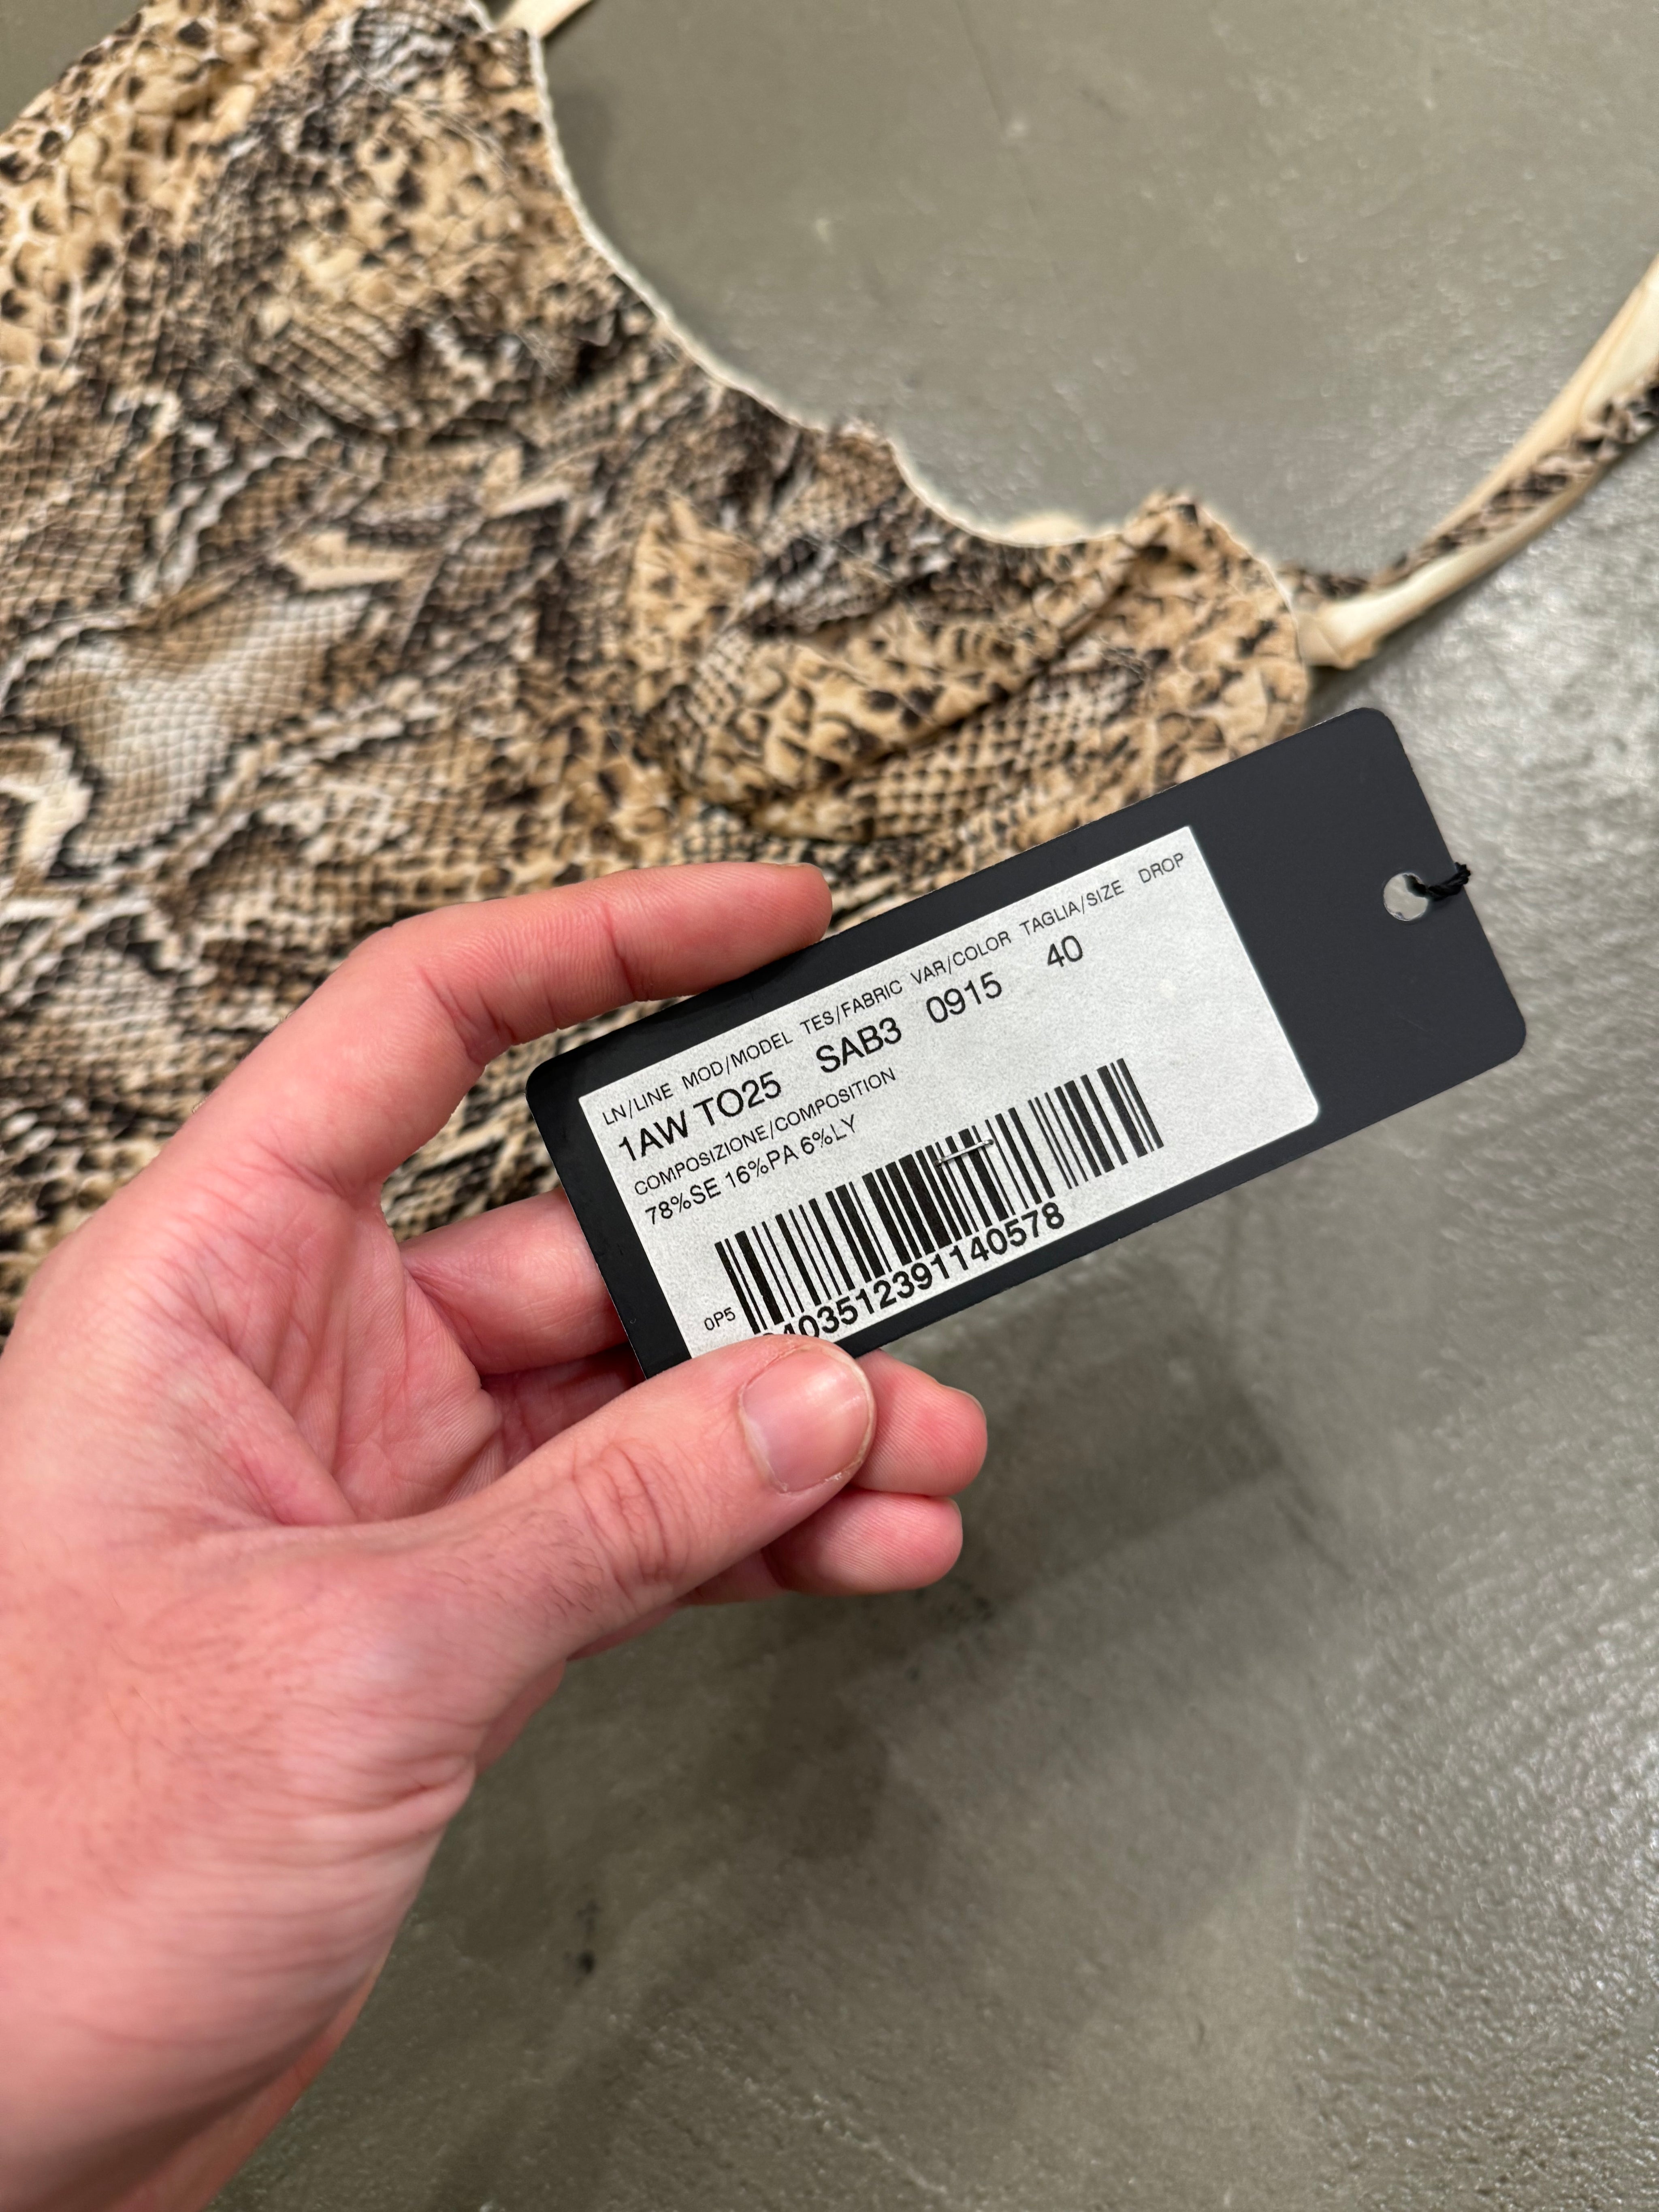 LN/LINE MOD/MODEL TES/FABRIC VAR/COLOR TAGLIA/SIZE DROP
1AW TO25 SAB3 0915 40
COMPOSIZIONE/COMPOSITION
78%SE 16%PA 6%LY
0P5
403512391140578